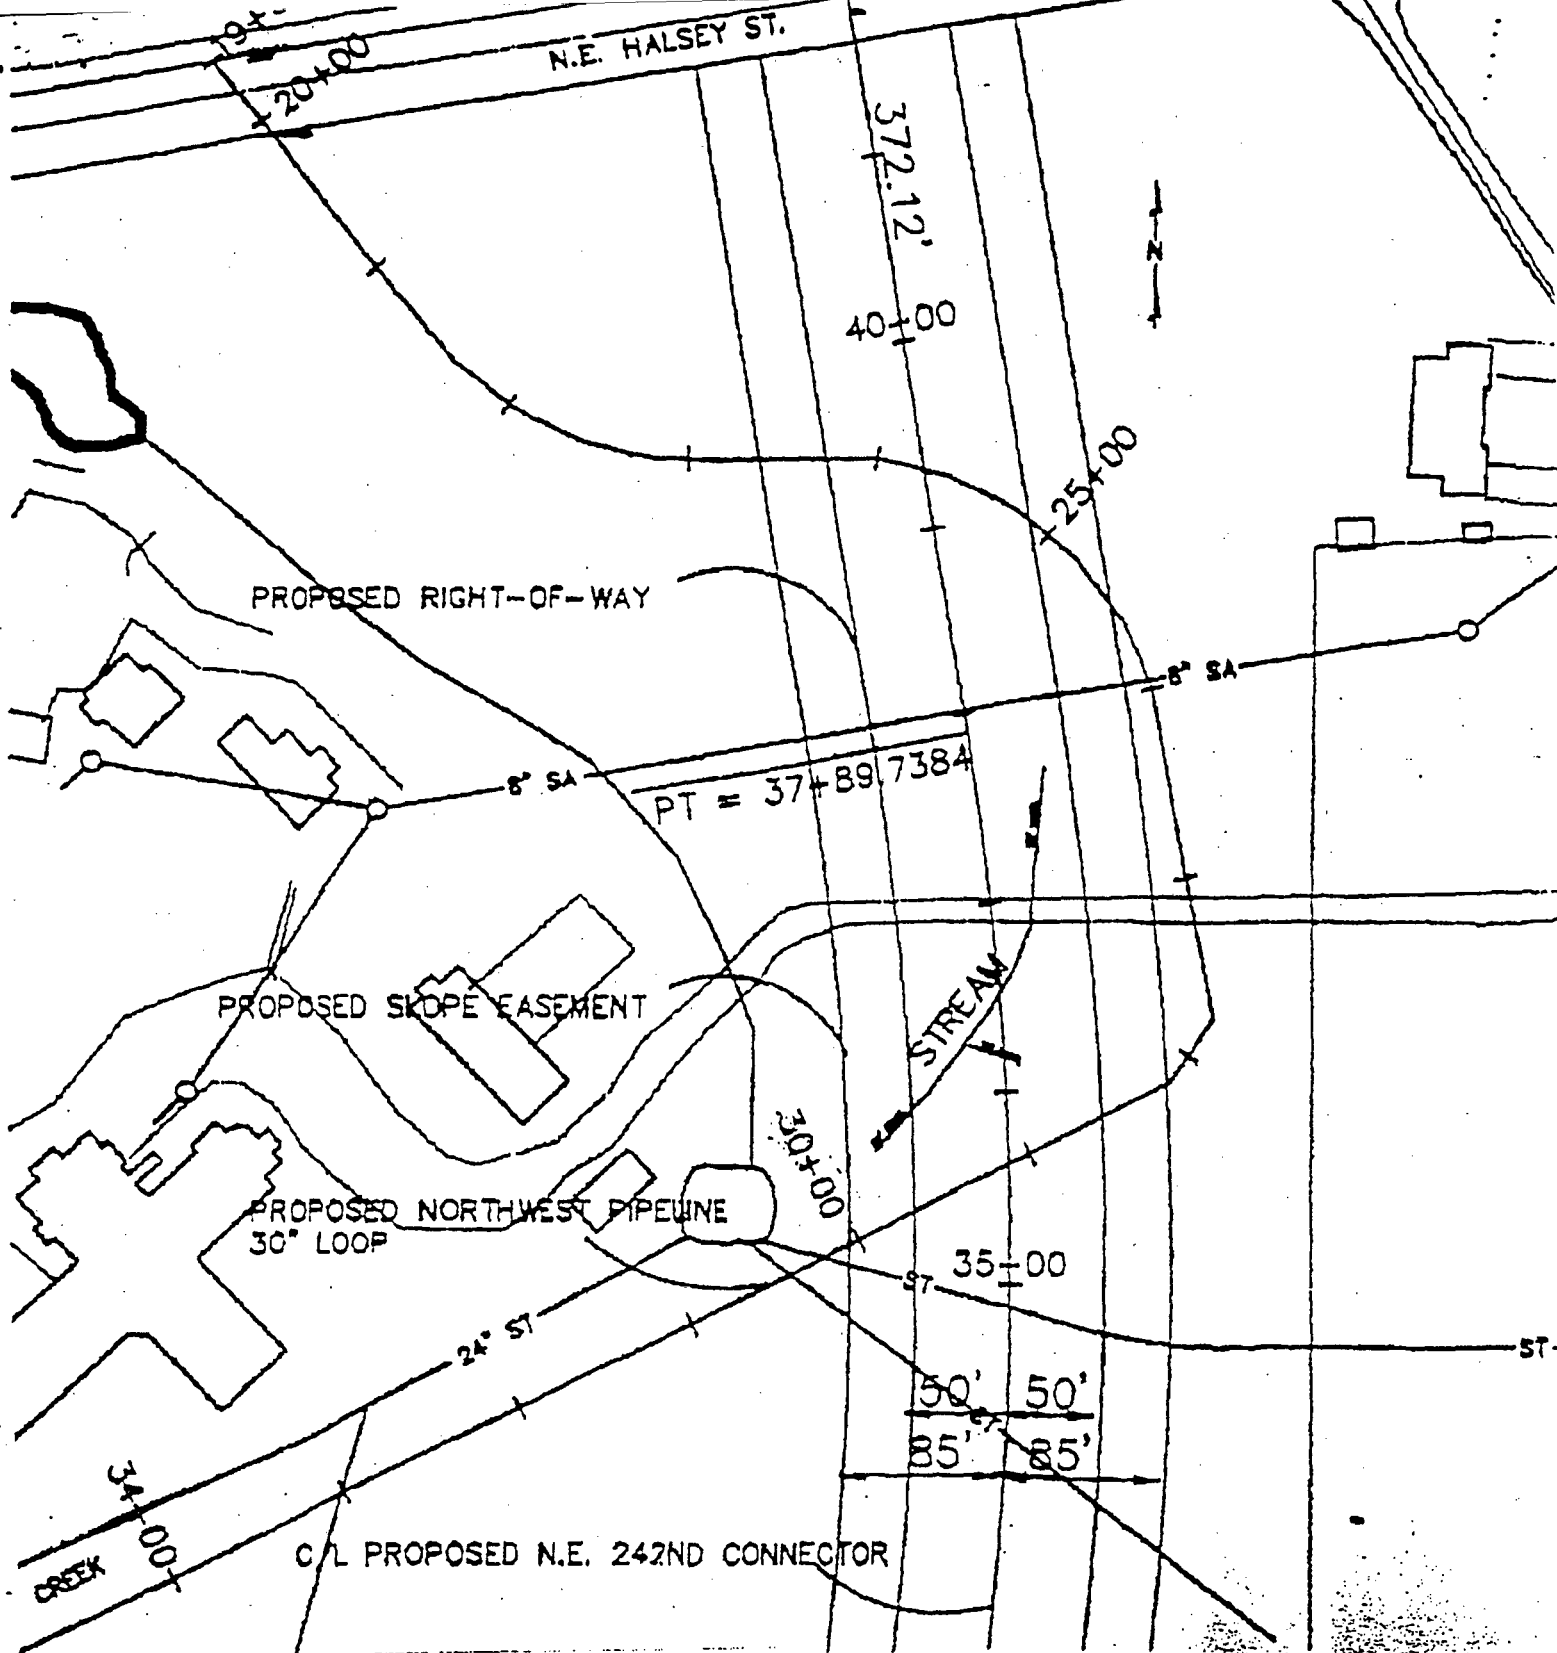 N.E. HALSEY ST.
20+00
372.12'
N
40+00
25+00
PROPOSED RIGHT-OF-WAY
8" SA
8" SA
PT = 37+89.7384
STREAM
PROPOSED SLOPE EASEMENT
30+00
PROPOSED NORTHWEST PIPELINE
30" LOOP
35+00
ST
24" ST
ST
50' 50'
ST
85' 85'
34+00
C/L PROPOSED N.E. 242ND CONNECTOR
CREEK